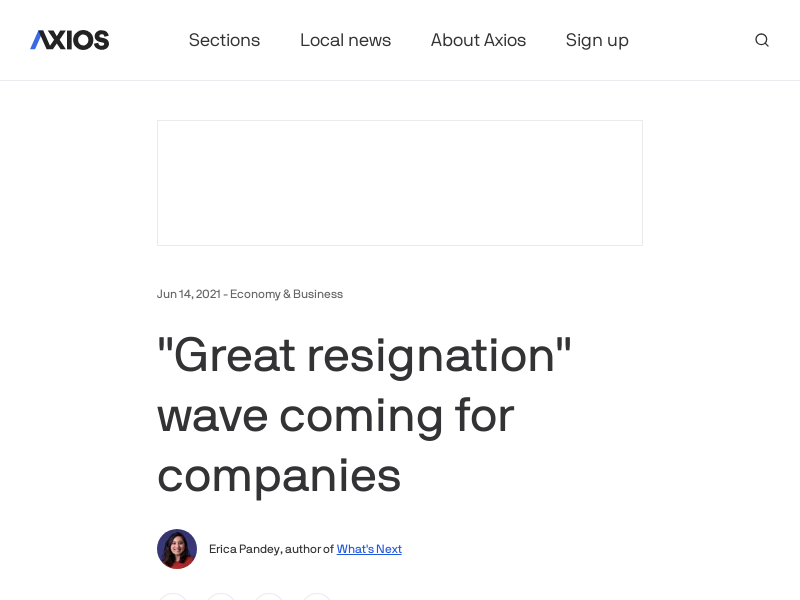 AXIOS
Sections
Local news
About Axios
Sign up
Jun 14, 2021 - Economy & Business
"Great resignation"
wave coming for
companies
Erica Pandey, author of What's Next